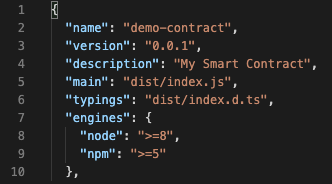 1 {
2 "name": "demo-contract",
3 "version": "0.0.1",
4 "description": "My Smart Contract",
5 "main": "dist/index.js",
6 "typings": "dist/index.d.ts",
7 "engines": {
8 "node": ">=8",
9 "npm": ">=5"
10 },